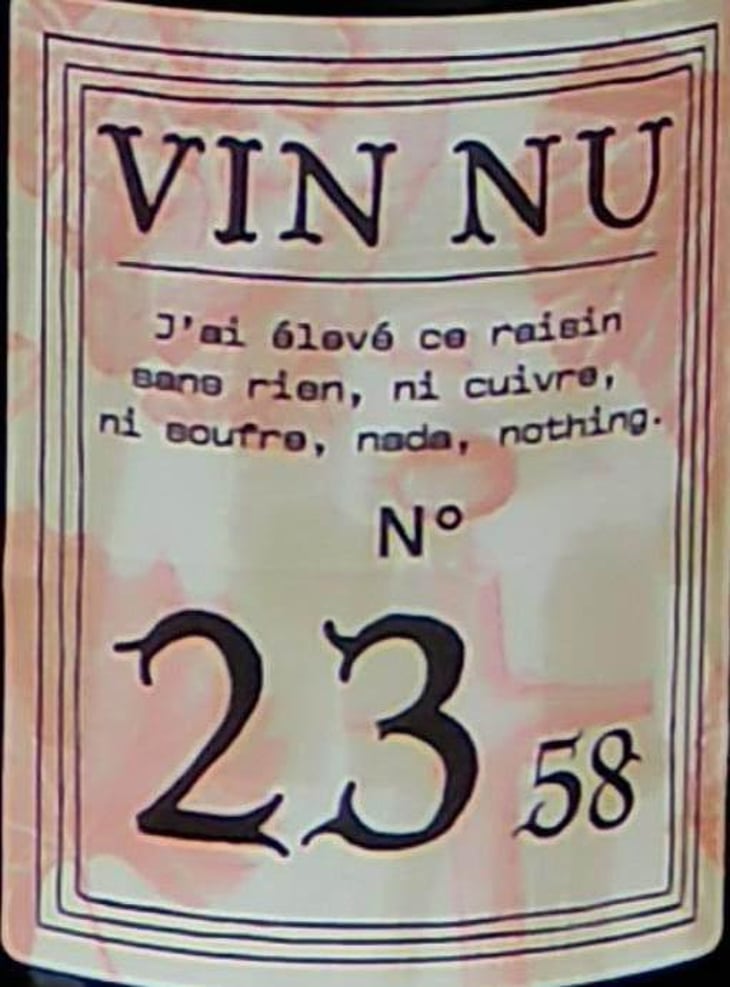 VIN NU
J'ai élevé ce raisin
sans rien, ni cuivre,
ni soufre, nada, nothing.
N°
23 58